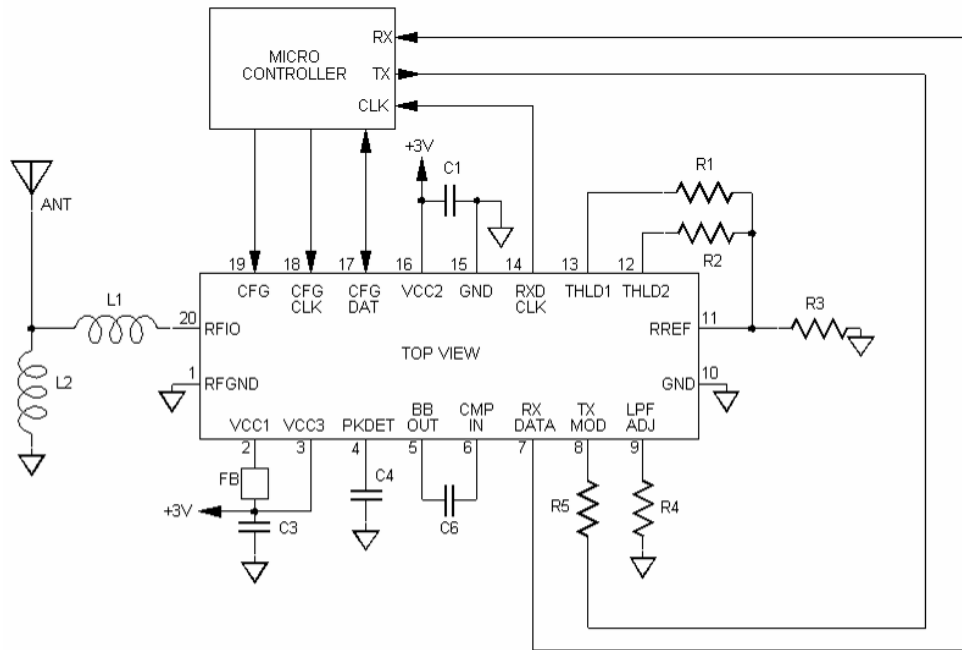 RX
MICRO
CONTROLLER
TX
CLK
+3V
C1
R1
ANT
R2
19
18
17
16
15
14
13
12
CFG
CFG
CLK
CFG
DAT
VCC2
GND
RXD
CLK
THLD1
THLD2
L1
20
RFIO
RREF
11
R3
TOP VIEW
L2
1
RFGND
GND
10
VCC1
VCC3
PKDET
BB
OUT
CMP
IN
RX
DATA
TX
MOD
LPF
ADJ
2
3
4
5
6
7
8
9
FB
+3V
C3
C4
C6
R5
R4